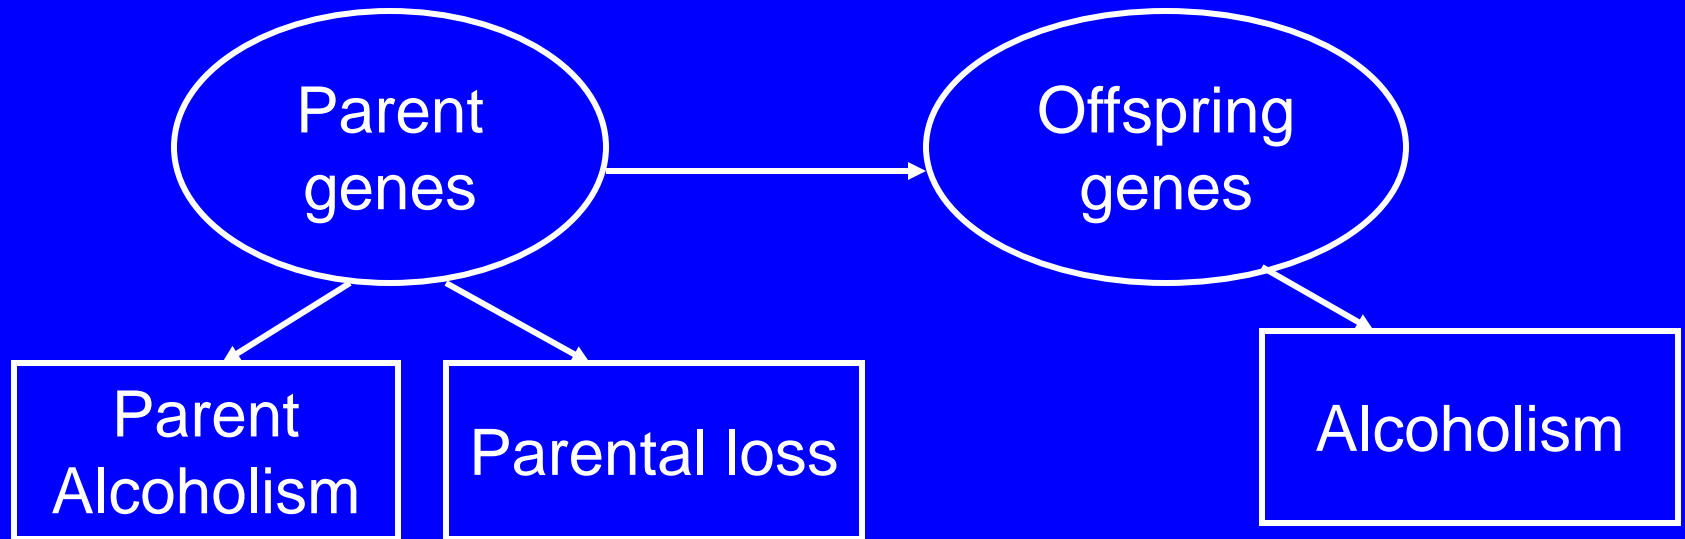 Parent
genes
Offspring
genes
Parent
Alcoholism
Parental loss
Alcoholism